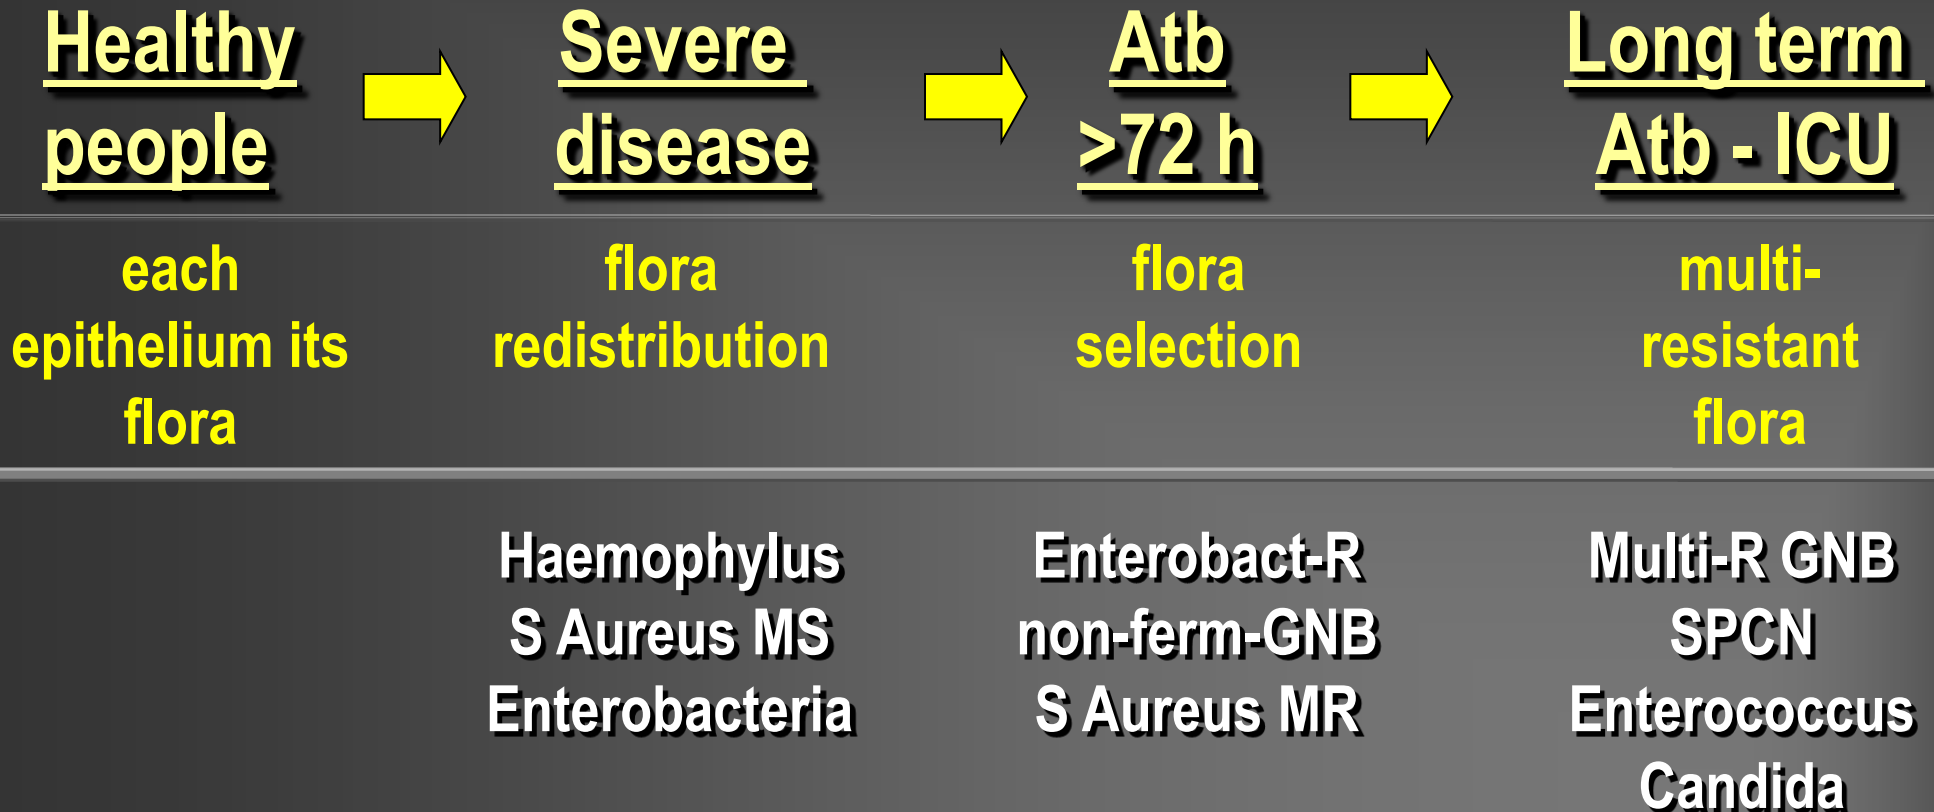 Healthy
people
Severe
disease
Atb
>72 h
Long term
Atb - ICU
each
epithelium its
flora
flora
redistribution
flora
selection
multi-
resistant
flora
Haemophylus
S Aureus MS
Enterobacteria
Enterobact-R
non-ferm-GNB
S Aureus MR
Multi-R GNB
SPCN
Enterococcus
Candida